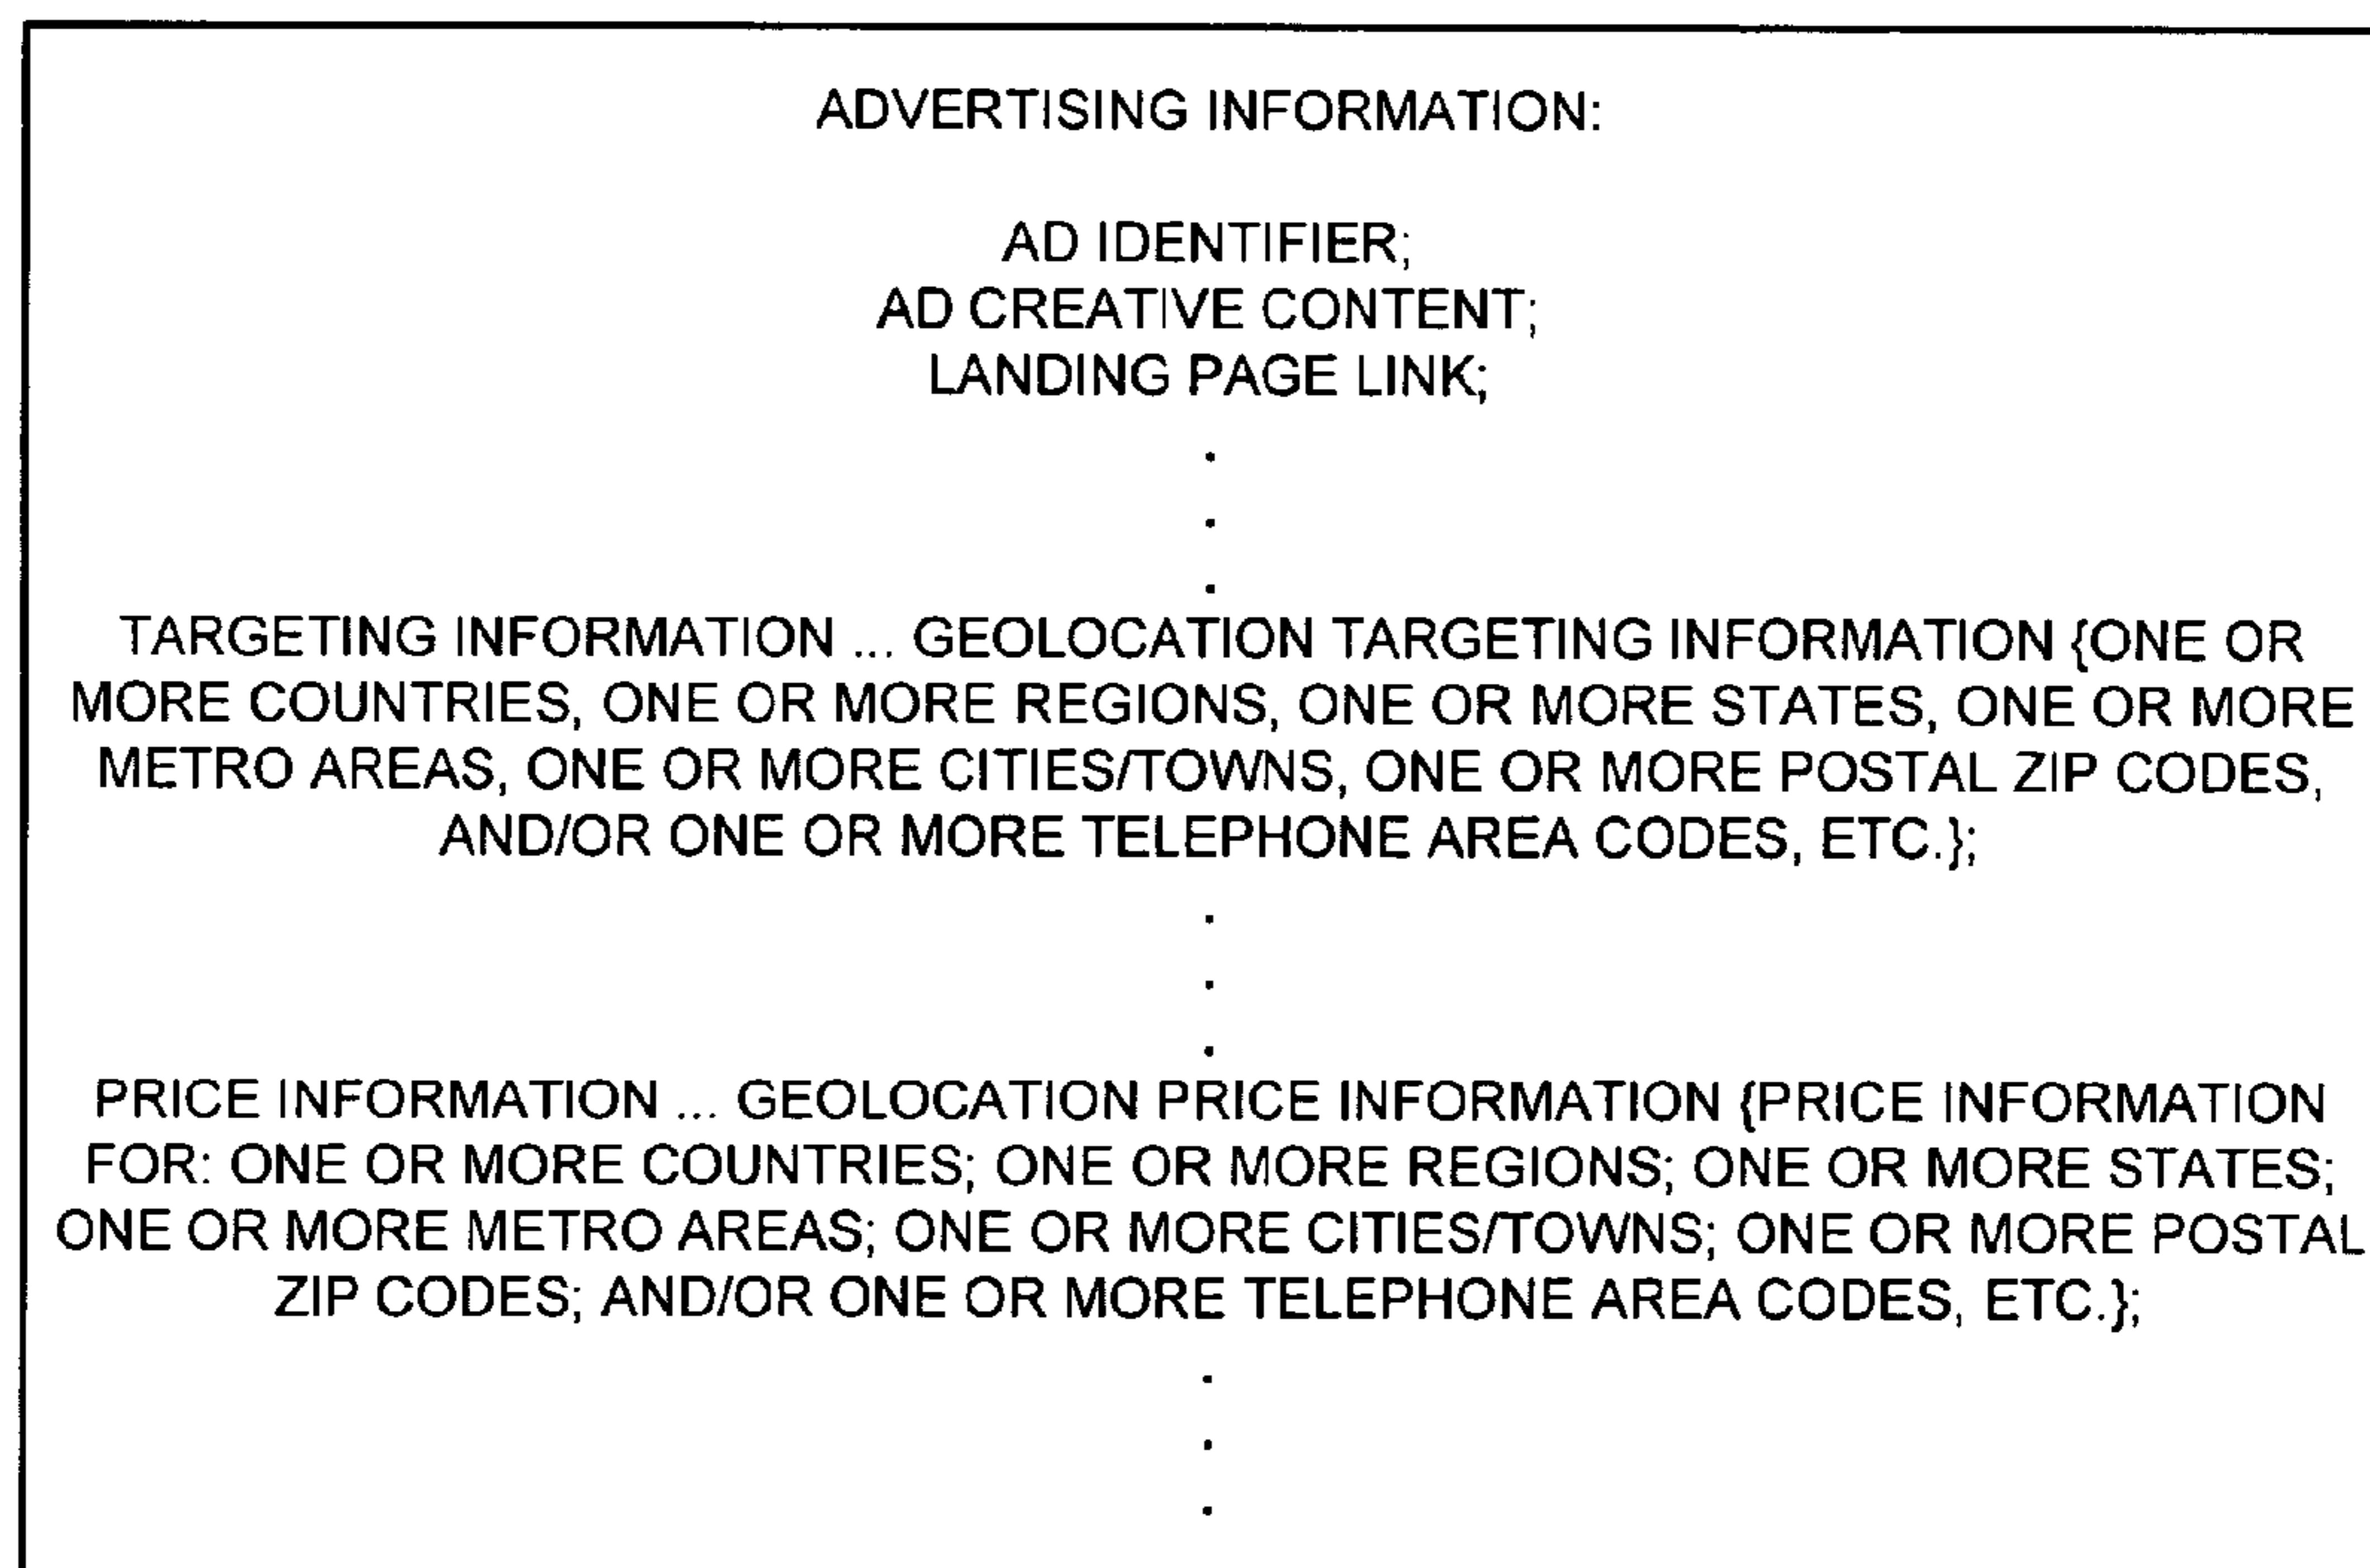 ADVERTISING INFORMATION:
AD IDENTIFIER;
AD CREATIVE CONTENT;
LANDING PAGE LINK;
.
.
.
TARGETING INFORMATION ... GEOLOCATION TARGETING INFORMATION {ONE OR
MORE COUNTRIES, ONE OR MORE REGIONS, ONE OR MORE STATES, ONE OR MORE
METRO AREAS, ONE OR MORE CITIES/TOWNS, ONE OR MORE POSTAL ZIP CODES,
AND/OR ONE OR MORE TELEPHONE AREA CODES, ETC.};
.
.
.
PRICE INFORMATION ... GEOLOCATION PRICE INFORMATION {PRICE INFORMATION
FOR: ONE OR MORE COUNTRIES; ONE OR MORE REGIONS; ONE OR MORE STATES;
ONE OR MORE METRO AREAS; ONE OR MORE CITIES/TOWNS; ONE OR MORE POSTAL
ZIP CODES; AND/OR ONE OR MORE TELEPHONE AREA CODES, ETC.};
.
.
.